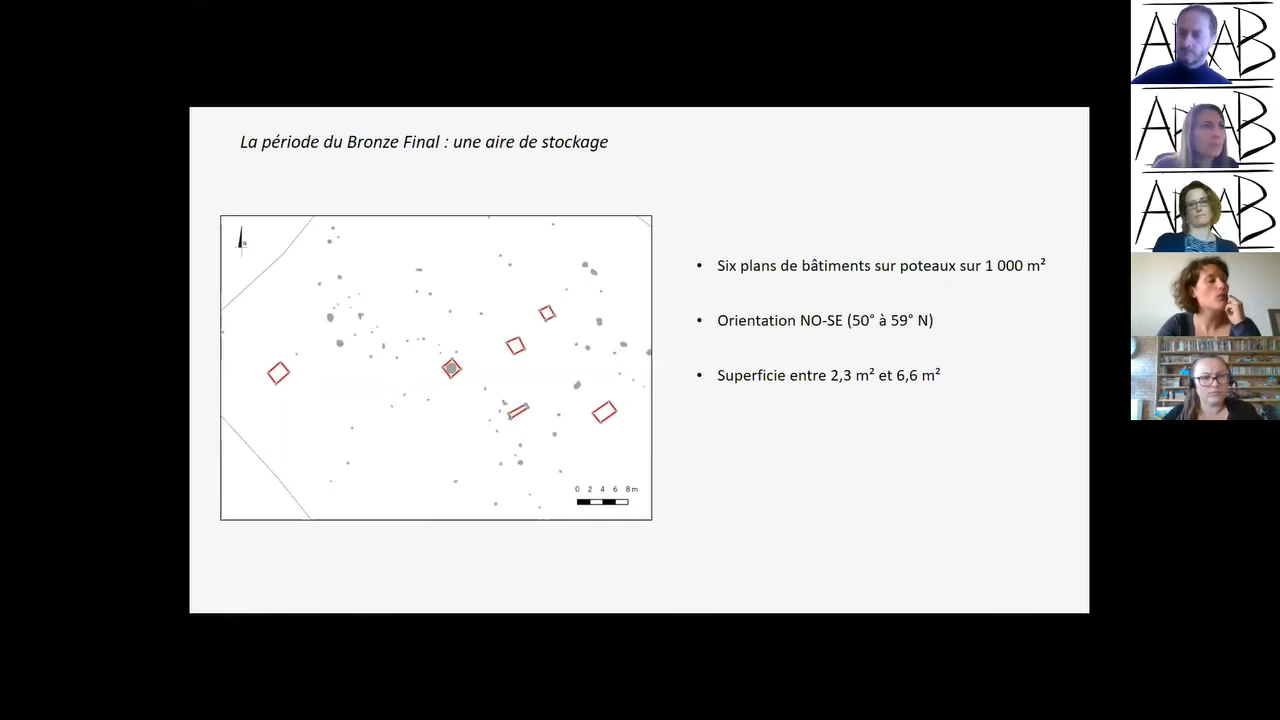 La période du Bronze Final : une aire de stockage
N
0 2 4 6 8 m
• Six plans de bâtiments sur poteaux sur 1 000 m²
• Orientation NO-SE (50° à 59° N)
• Superficie entre 2,3 m² et 6,6 m²